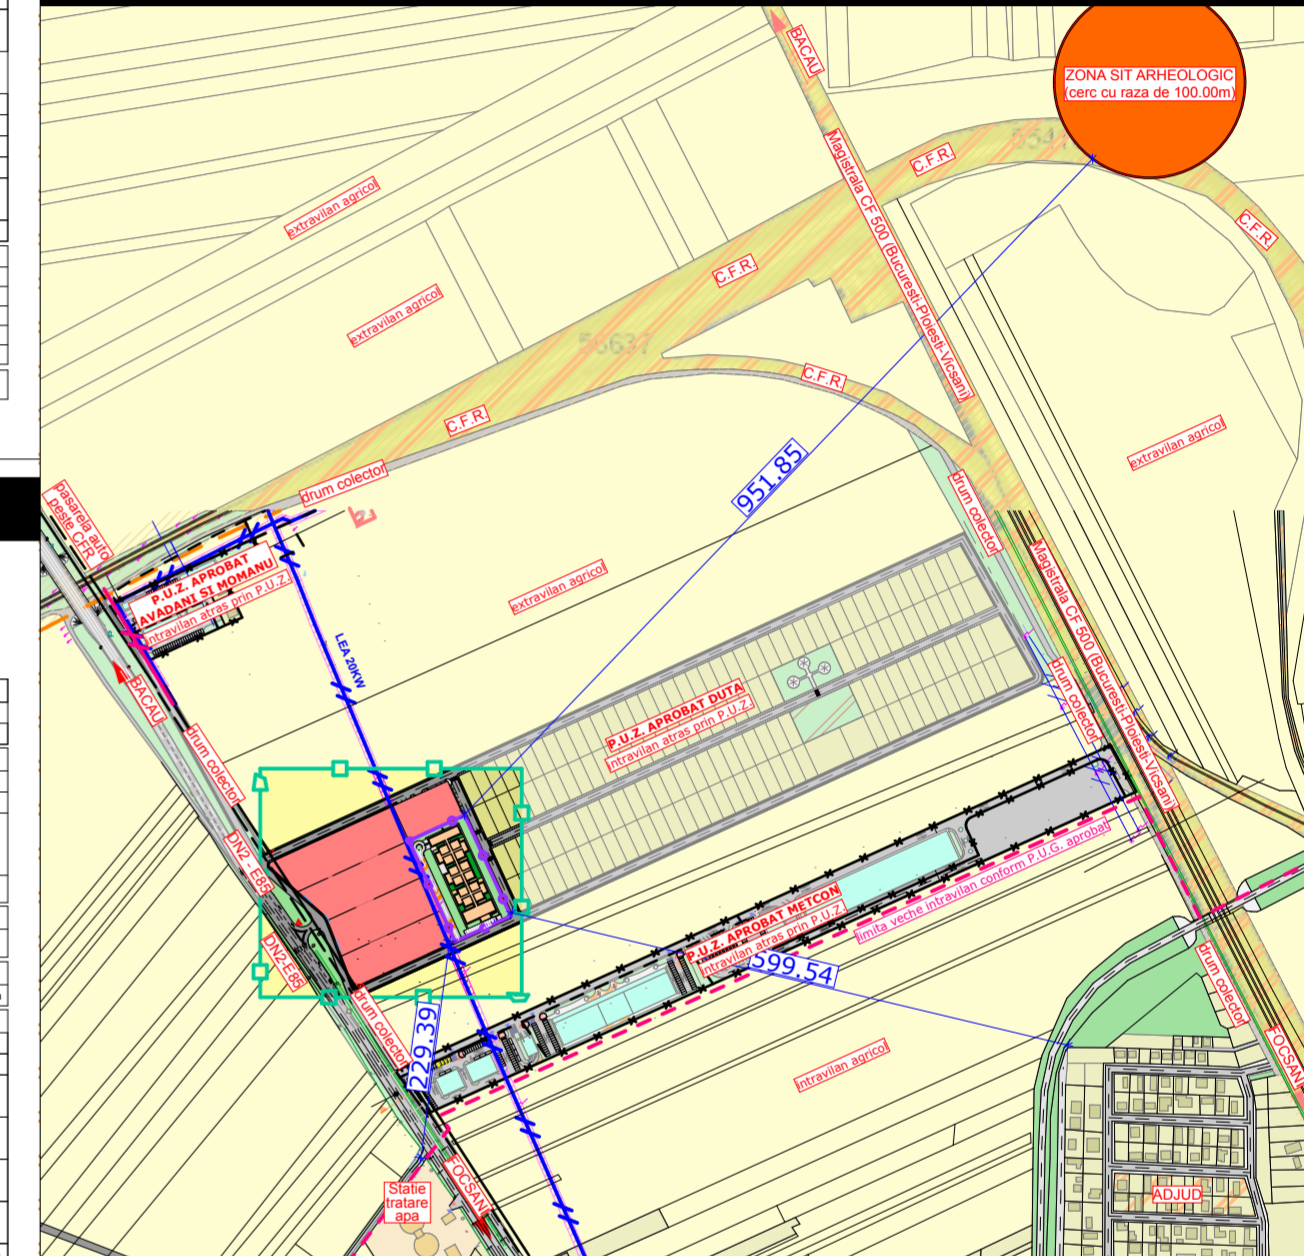 BACAU
ZONA SIT ARHEOLOGIC
(cerc cu raza de 100.00m)
Magistrala CF 500 (Bucuresti-Ploiesti-Vicsani)
C.F.R.
C.F.R.
extravilan agricol
C.F.R.
extravilan agricol
56637
C.F.R.
C.F.R.
extravilan agricol
951.85
drum colector
drum colector
pasarela auto
peste CFR
P.U.Z. APROBAT
AVADANI SI MOMANU
intravilan atras prin P.U.Z.
extravilan agricol
Magistrala CF 500 (Bucuresti-Ploiesti-Vicsani)
LEA 20KW
drum colector
BACAU
P.U.Z. APROBAT DUTA
intravilan atras prin P.U.Z.
drum colector
DN2 - E85
limita veche intravilan conform P.U.G. aprobat
P.U.Z. APROBAT METCON
intravilan atras prin P.U.Z.
DN2-E85
599.54
drum colector
drum colector
229.39
intravilan agricol
FOCSANI
FOCSANI
Statie
tratare
apa
ADJUD